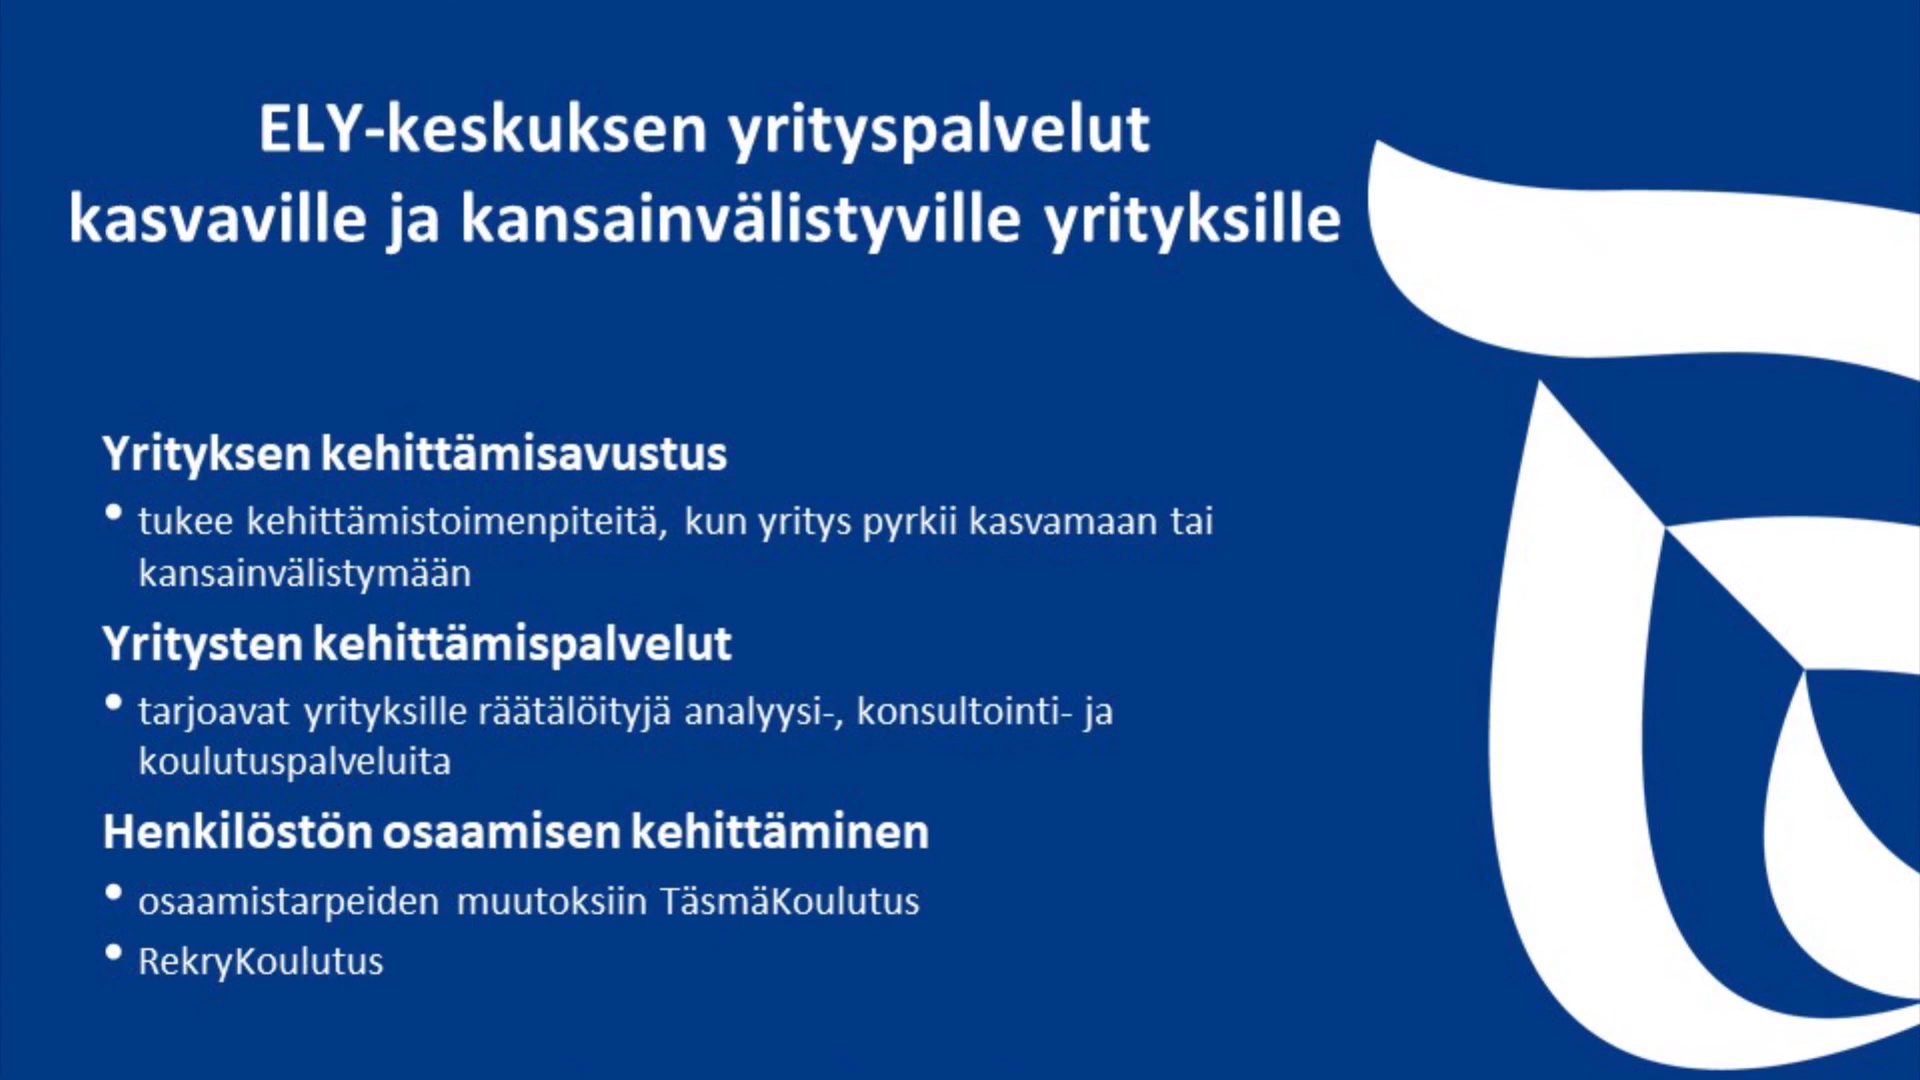 ELY-keskuksen yrityspalvelut
kasvaville ja kansainvälistyville yrityksille
Yrityksen kehittämisavustus
• tukee kehittämistoimenpiteitä, kun yritys pyrkii kasvamaan tai
kansainvälistymään
Yritysten kehittämispalvelut
• tarjoavat yrityksille räätälöityjä analyysi-, konsultointi- ja
koulutuspalveluita
Henkilöstön osaamisen kehittäminen
• osaamistarpeiden muutoksiin TäsmäKoulutus
• RekryKoulutus